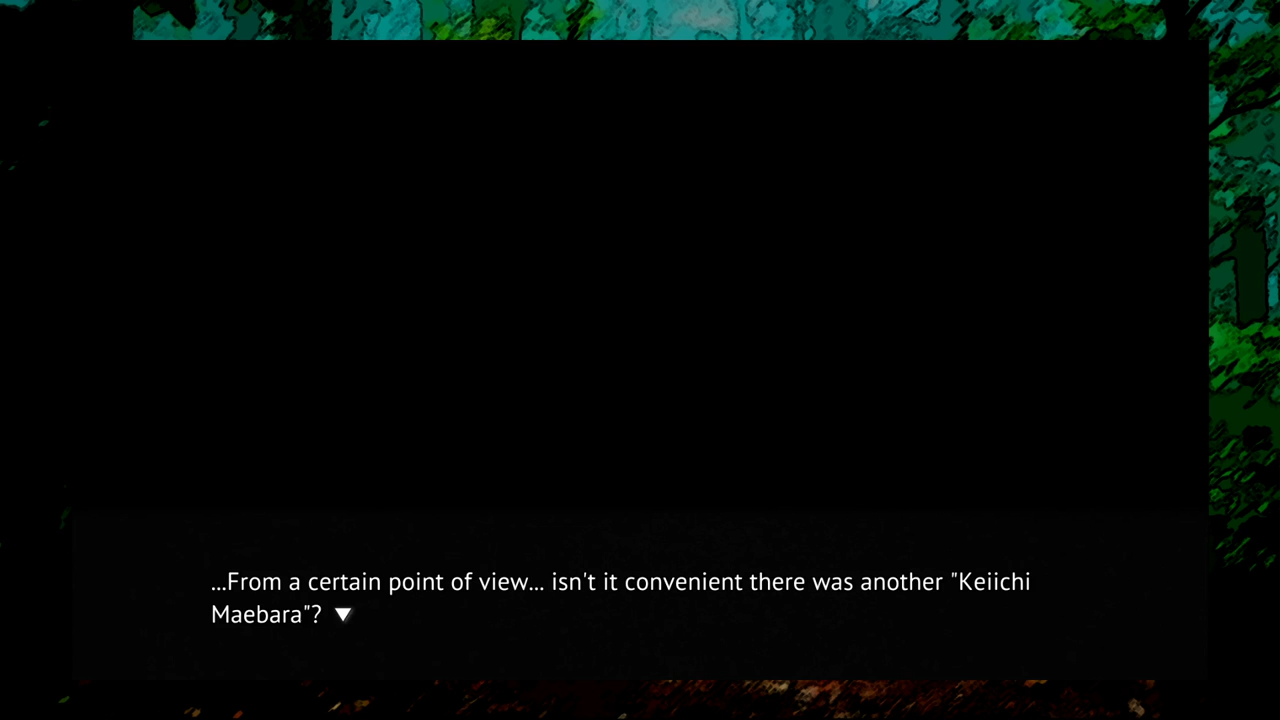 ...From a certain point of view... isn't it convenient there was another "Keiichi
Maebara"?